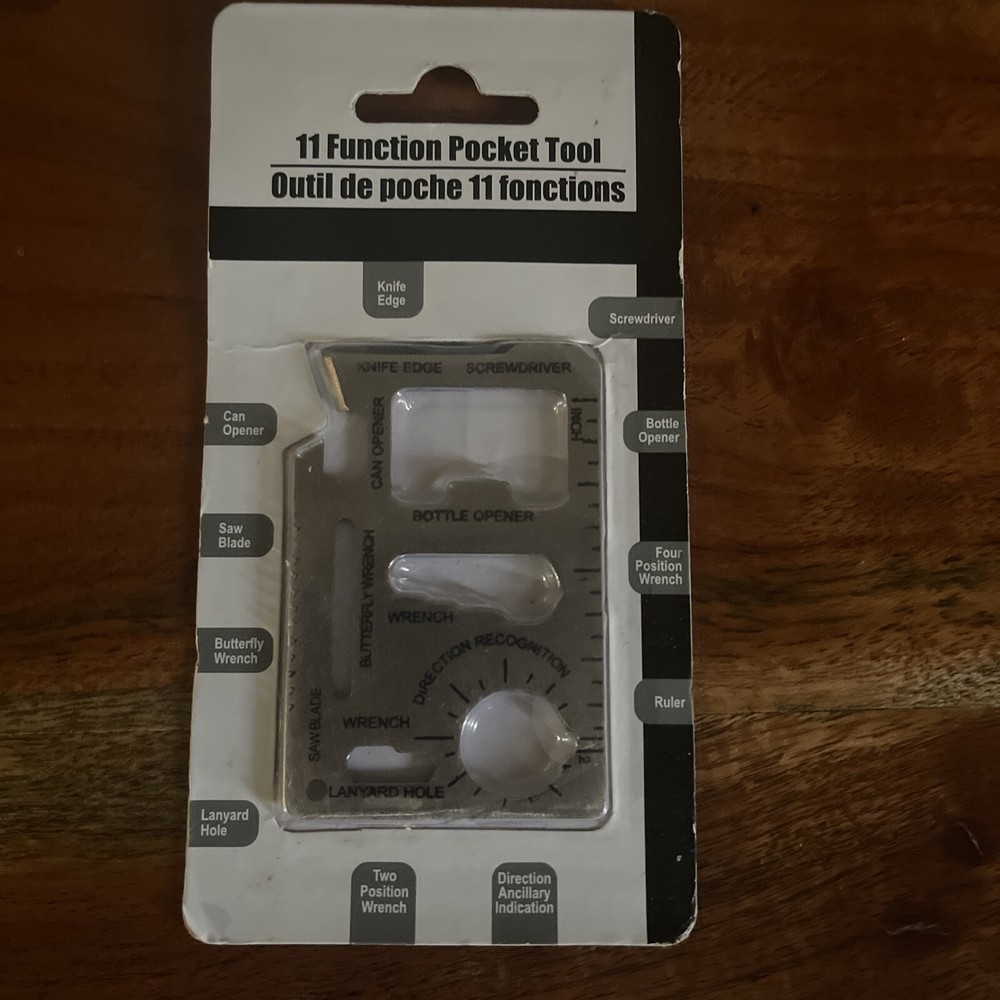 11 Function Pocket Tool
Outil de poche 11 fonctions
Knife
Edge
Screwdriver
KNIFE EDGE
SCREWDRIVER
CAN OPENER
INCH
1
Can
Opener
Bottle
Opener
BOTTLE OPENER
Saw
Blade
BUTTERFLY WRENCH
Four
Position
Wrench
WRENCH
Butterfly
Wrench
DIRECTION RECOGNITION
Ruler
SAW BLADE
WRENCH
2
LANYARD HOLE
Lanyard
Hole
Two
Position
Wrench
Direction
Ancillary
Indication